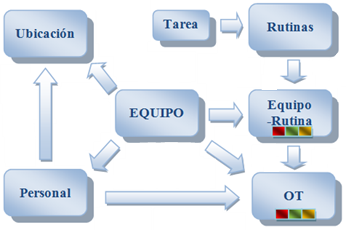 Ubicación
Tarea
Rutinas
EQUIPO
Equipo
-Rutina
Personal
OT